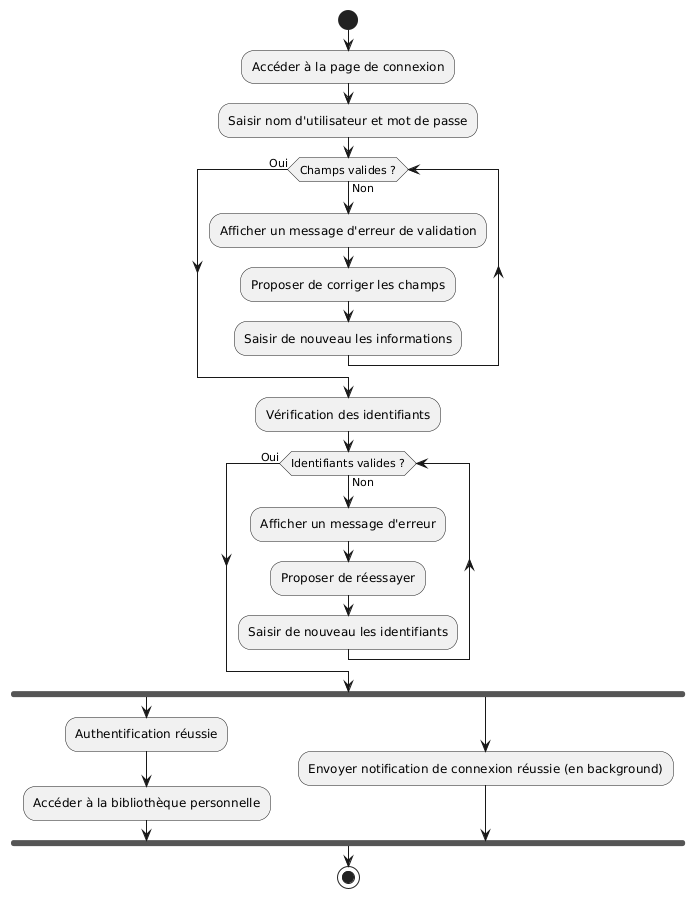 Accéder à la page de connexion
Saisir nom d'utilisateur et mot de passe
Oui
Champs valides ?
Non
Afficher un message d'erreur de validation
Proposer de corriger les champs
Saisir de nouveau les informations
Vérification des identifiants
Oui
Identifiants valides ?
Non
Afficher un message d'erreur
Proposer de réessayer
Saisir de nouveau les identifiants
Authentification réussie
Envoyer notification de connexion réussie (en background)
Accéder à la bibliothèque personnelle